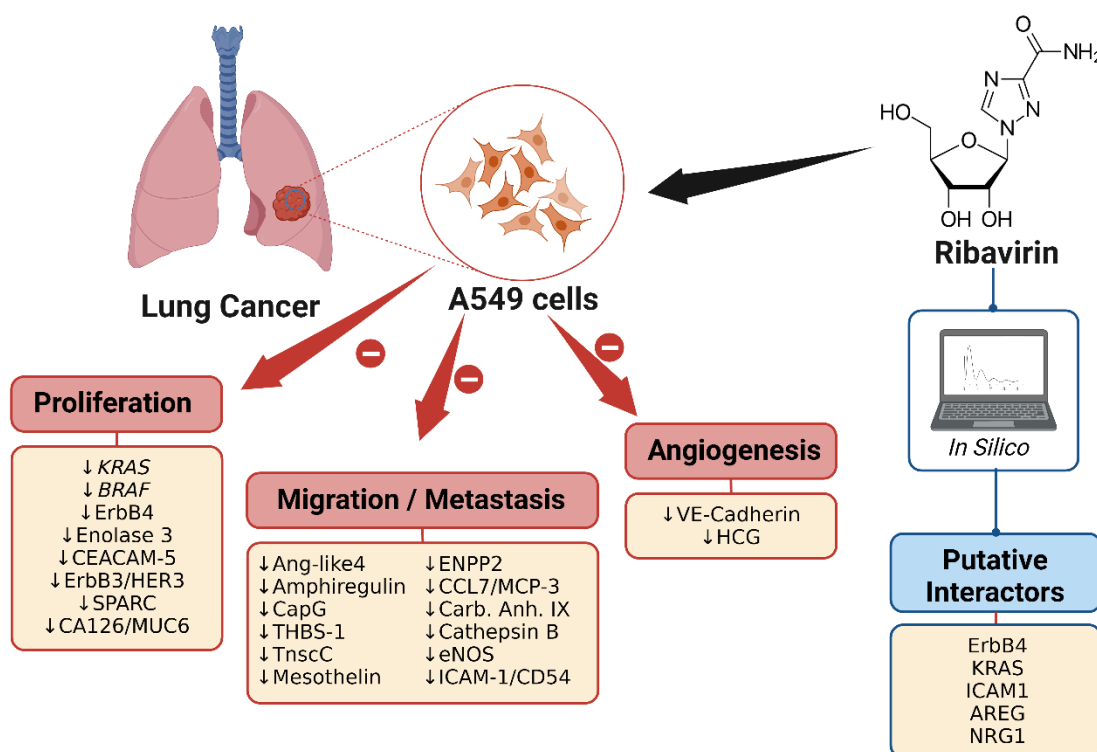 O
NH₂
N
N
N
HO
O
OH
OH
Ribavirin
Lung Cancer
A549 cells
In Silico
Proliferation
↓KRAS
↓BRAF
↓ErbB4
↓Enolase 3
↓CEACAM-5
↓ErbB3/HER3
↓SPARC
↓CA126/MUC6
Migration / Metastasis
↓Ang-like4
↓Amphiregulin
↓CapG
↓THBS-1
↓TnscC
↓Mesothelin
↓ENPP2
↓CCL7/MCP-3
↓Carb. Anh. IX
↓Cathepsin B
↓eNOS
↓ICAM-1/CD54
Angiogenesis
↓VE-Cadherin
↓HCG
Putative
Interactors
ErbB4
KRAS
ICAM1
AREG
NRG1